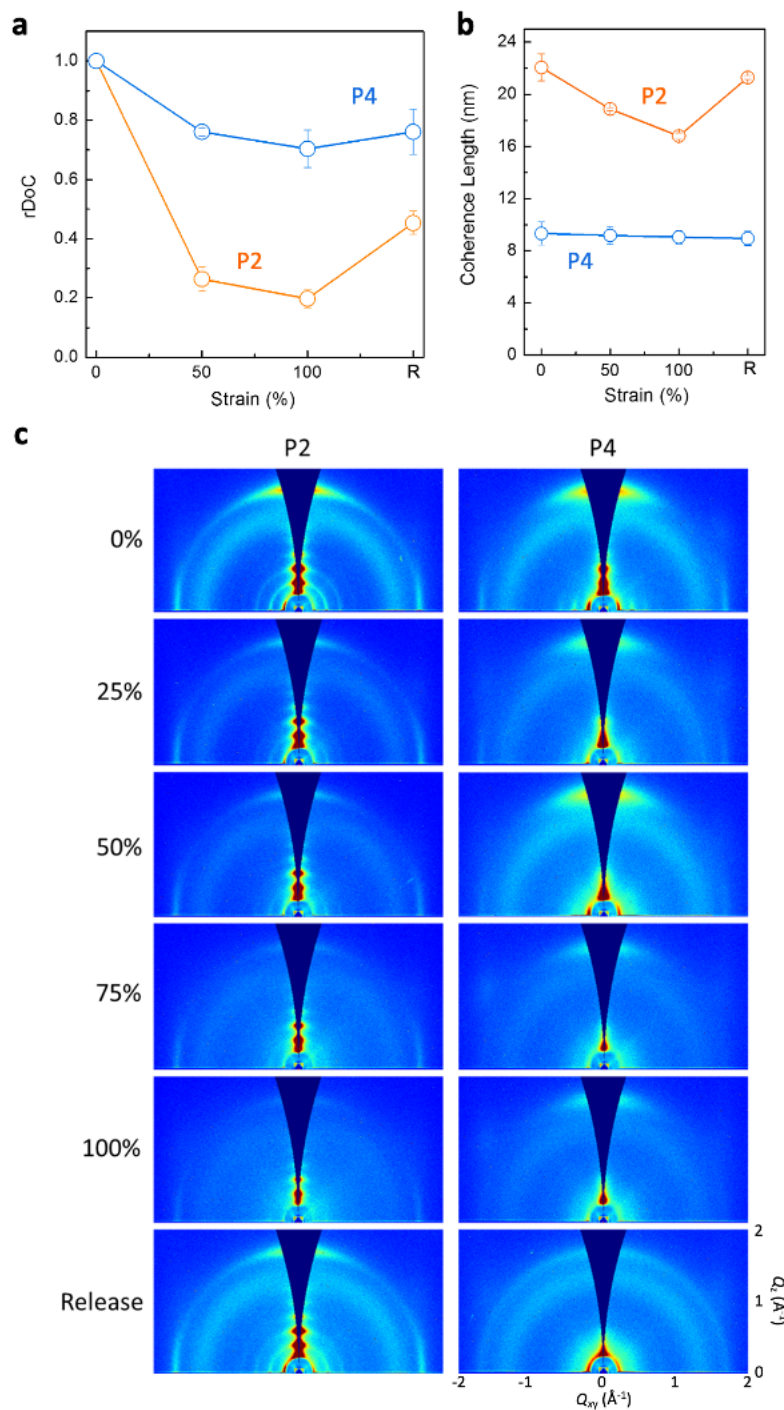 a
rDoC
1.0
0.8
0.6
0.4
0.2
0.0
P4
P2
0
50
100
R
Strain (%)
b
Coherence Length (nm)
24
20
16
12
8
4
0
P2
P4
0
50
100
R
Strain (%)
c
P2
P4
0%
25%
50%
75%
100%
Release
2
1
0
Qz (Å-1)
-2
-1
0
1
2
Qxy (Å-1)